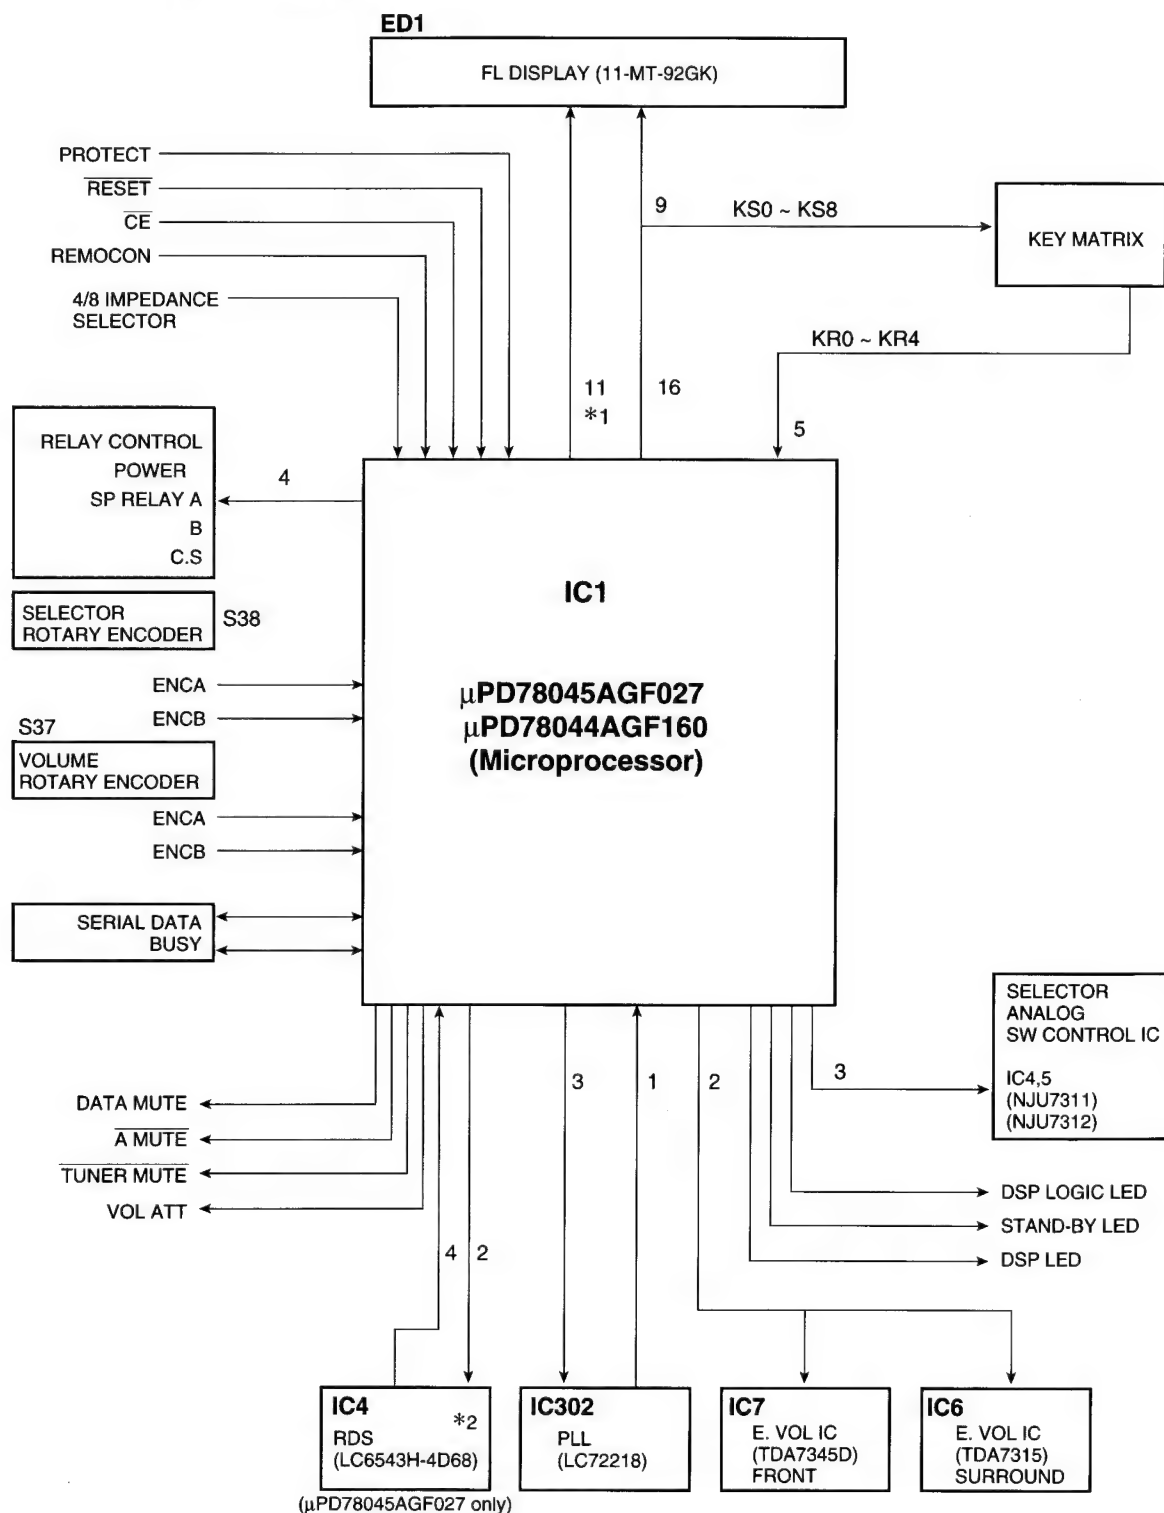 ED1
FL DISPLAY (11-MT-92GK)
PROTECT
RESET
CE
REMOCON
4/8 IMPEDANCE
SELECTOR
9
KS0 ~ KS8
KEY MATRIX
KR0 ~ KR4
11
*1
16
5
RELAY CONTROL
POWER
SP RELAY A
B
C.S
4
SELECTOR
ROTARY ENCODER
S38
ENCA
ENCB
S37
VOLUME
ROTARY ENCODER
ENCA
ENCB
SERIAL DATA
BUSY
IC1
µPD78045AGF027
µPD78044AGF160
(Microprocessor)
SELECTOR
ANALOG
SW CONTROL IC
IC4,5
(NJU7311)
(NJU7312)
3
1
2
3
DATA MUTE
A MUTE
TUNER MUTE
VOL ATT
4
2
DSP LOGIC LED
STAND-BY LED
DSP LED
IC4
*2
RDS
(LC6543H-4D68)
(µPD78045AGF027 only)
IC302
PLL
(LC72218)
IC7
E. VOL IC
(TDA7345D)
FRONT
IC6
E. VOL IC
(TDA7315)
SURROUND